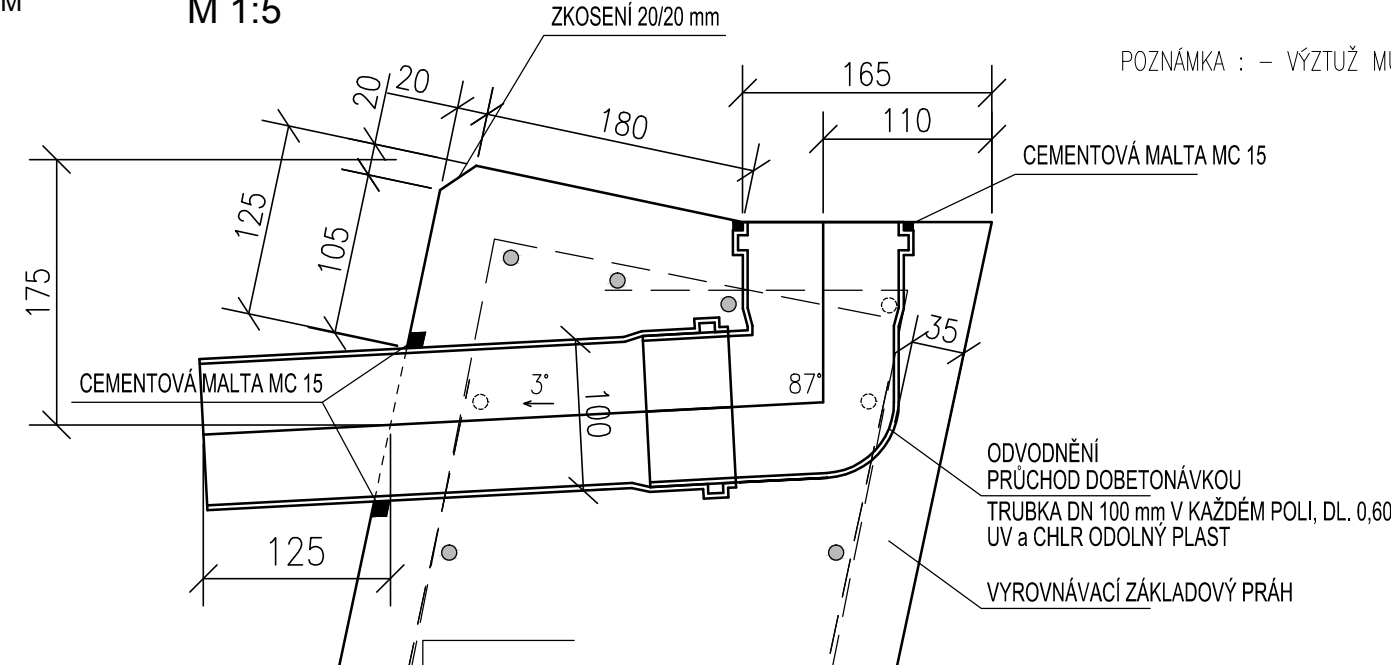 M
M 1:5
ZKOSENÍ 20/20 mm
POZNÁMKA : – VÝZTUŽ
20
20
165
180
110
CEMENTOVÁ MALTA MC 15
125
105
175
35
CEMENTOVÁ MALTA MC 15
3°
100
87°
ODVODNĚNÍ
PRŮCHOD DOBETONÁVKOU
TRUBKA DN 100 mm V KAŽDÉM POLI, DL. 0,60
UV a CHLR ODOLNÝ PLAST
125
VYROVNÁVACÍ ZÁKLADOVÝ PRÁH